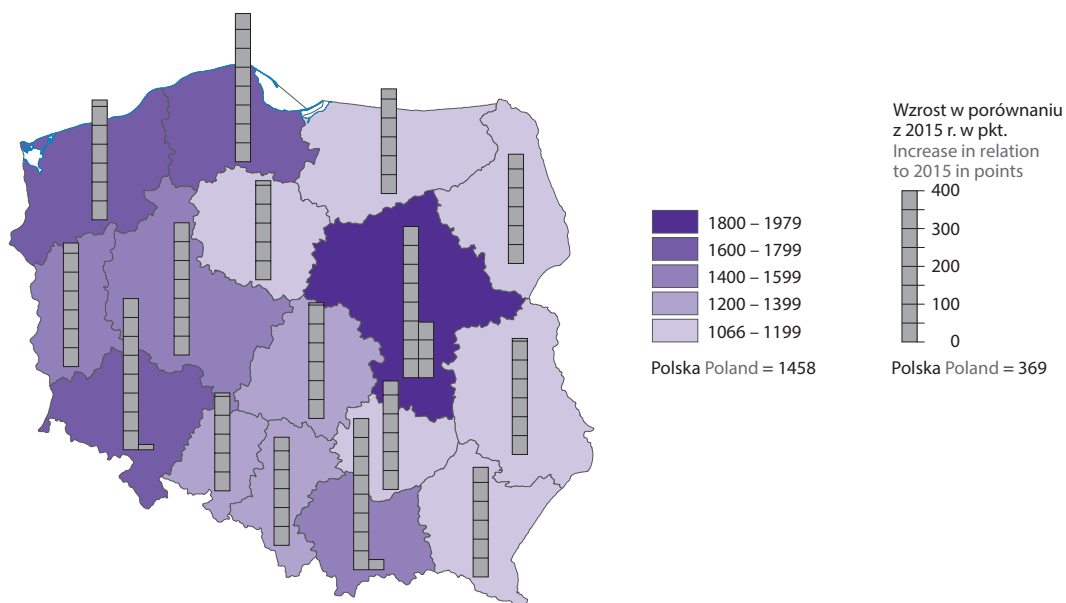 Wzrost w porównaniu
z 2015 r. w pkt.
Increase in relation
to 2015 in points
400
300
200
100
0
1800 – 1979
1600 – 1799
1400 – 1599
1200 – 1399
1066 – 1199
Polska Poland = 1458
Polska Poland = 369